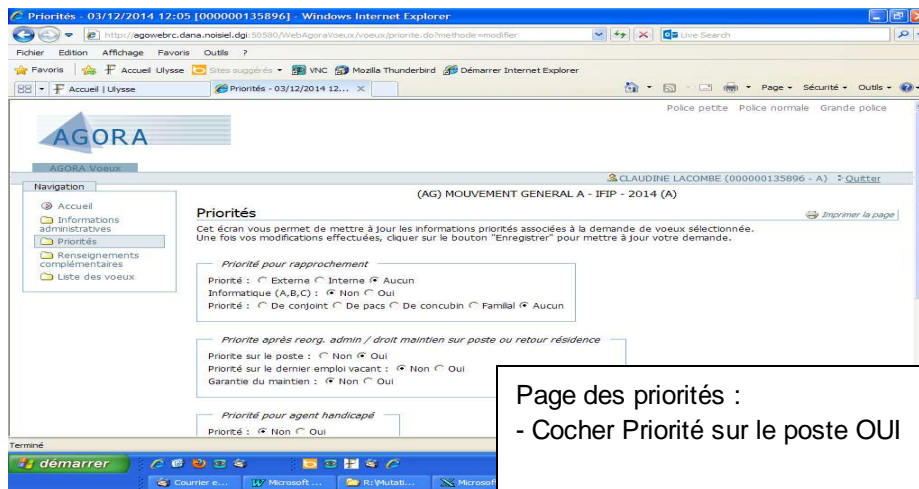 Priorités - 03/12/2014 12:05 [000000135896] - Windows Internet Explorer
http://agowebrc.dana.noisiel.dgi:50580/WebAgoraVoeux/voeux/priorite.do?methode=modifier
Live Search
Fichier Edition Affichage Favoris Outils ?
Favoris Accueil Ulysse Sites suggérés VNC Mozilla Thunderbird Démarrer Internet Explorer
Accueil | Ulysse Priorités - 03/12/2014 12... Page Sécurité Outils
Police petite Police normale Grande police
AGORA
AGORA Voeux
CLAUDINE LACOMBE (000000135896 - A) Quitter
Navigation
(AG) MOUVEMENT GENERAL A - IFIP - 2014 (A)
Accueil
Informations administratives
Priorités
Renseignements complémentaires
Liste des voeux
Priorités
Imprimer la page
Cet écran vous permet de mettre à jour les informations priorités associées à la demande de voeux sélectionnée.
Une fois vos modifications effectuées, cliquer sur le bouton "Enregistrer" pour mettre à jour votre demande.
Priorité pour rapprochement
Priorité : Externe Interne Aucun
Informatique (A,B,C) : Non Oui
Priorité : De conjoint De pacs De concubin Familial Aucun
Priorite après reorg. admin / droit maintien sur poste ou retour résidence
Priorite sur le poste : Non Oui
Priorité sur le dernier emploi vacant : Non Oui
Garantie du maintien : Non Oui
Priorité pour agent handicapé
Priorité : Non Oui
Page des priorités :
- Cocher Priorité sur le poste OUI
Terminé
démarrer
Courrier e... Microsoft ... R:\Mutati... Microsof